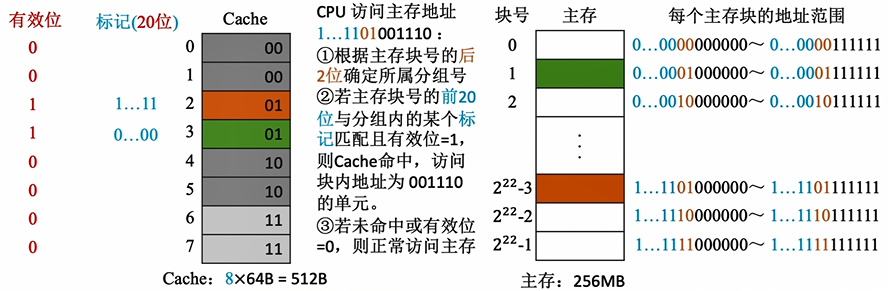 有效位 标记(20位) Cache
0 0 00
0 1 00
1 1…11 2 01
1 0…00 3 01
0 4 10
0 5 10
0 6 11
0 7 11
Cache：8×64B = 512B
CPU 访问主存地址
1…1101001110：
①根据主存块号的后
2位确定所属分组号
②若主存块号的前20
位与分组内的某个标
记匹配且有效位=1，
则Cache命中，访问
块内地址为 001110
的单元。
③若未命中或有效位
=0，则正常访问主存
块号 主存 每个主存块的地址范围
0 0…0000000000～ 0…0000111111
1 0…0001000000～ 0…0001111111
2 0…0010000000～ 0…0010111111
⋮
2²²-3 1…1101000000～ 1…1101111111
2²²-2 1…1110000000～ 1…1110111111
2²²-1 1…1111000000～ 1…1111111111
主存：256MB